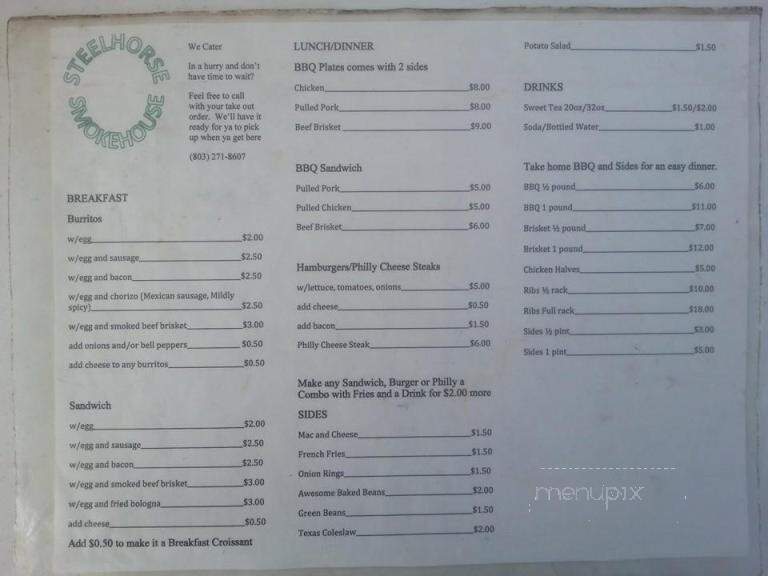 STEELHORSE
SMOKEHOUSE
We Cater
In a hurry and don't
have time to wait?
Feel free to call
with your take out
order. We'll have it
ready for ya to pick
up when ya get here
(803) 271-8607
BREAKFAST
Burritos
w/egg $2.00
w/egg and sausage $2.50
w/egg and bacon $2.50
w/egg and chorizo (Mexican sausage, Mildly
spicy) $2.50
w/egg and smoked beef brisket $3.00
add onions and/or bell peppers $0.50
add cheese to any burritos $0.50
Sandwich
w/egg $2.00
w/egg and sausage $2.50
w/egg and bacon $2.50
w/egg and smoked beef brisket $3.00
w/egg and fried bologna $3.00
add cheese $0.50
Add $0.50 to make it a Breakfast Croissant
LUNCH/DINNER
BBQ Plates comes with 2 sides
Chicken $8.00
Pulled Pork $8.00
Beef Brisket $9.00
BBQ Sandwich
Pulled Pork $5.00
Pulled Chicken $5.00
Beef Brisket $6.00
Hamburgers/Philly Cheese Steaks
w/lettuce, tomatoes, onions $5.00
add cheese $0.50
add bacon $1.50
Philly Cheese Steak $6.00
Make any Sandwich, Burger or Philly a
Combo with Fries and a Drink for $2.00 more
SIDES
Mac and Cheese $1.50
French Fries $1.50
Onion Rings $1.50
Awesome Baked Beans $2.00
Green Beans $1.50
Texas Coleslaw $2.00
Potato Salad $1.50
DRINKS
Sweet Tea 20oz/32oz $1.50/$2.00
Soda/Bottled Water $1.00
Take home BBQ and Sides for an easy dinner.
BBQ ½ pound $6.00
BBQ 1 pound $11.00
Brisket ½ pound $7.00
Brisket 1 pound $12.00
Chicken Halves $5.00
Ribs ½ rack $10.00
Ribs Full rack $18.00
Sides ½ pint $3.00
Sides 1 pint $5.00
menupix